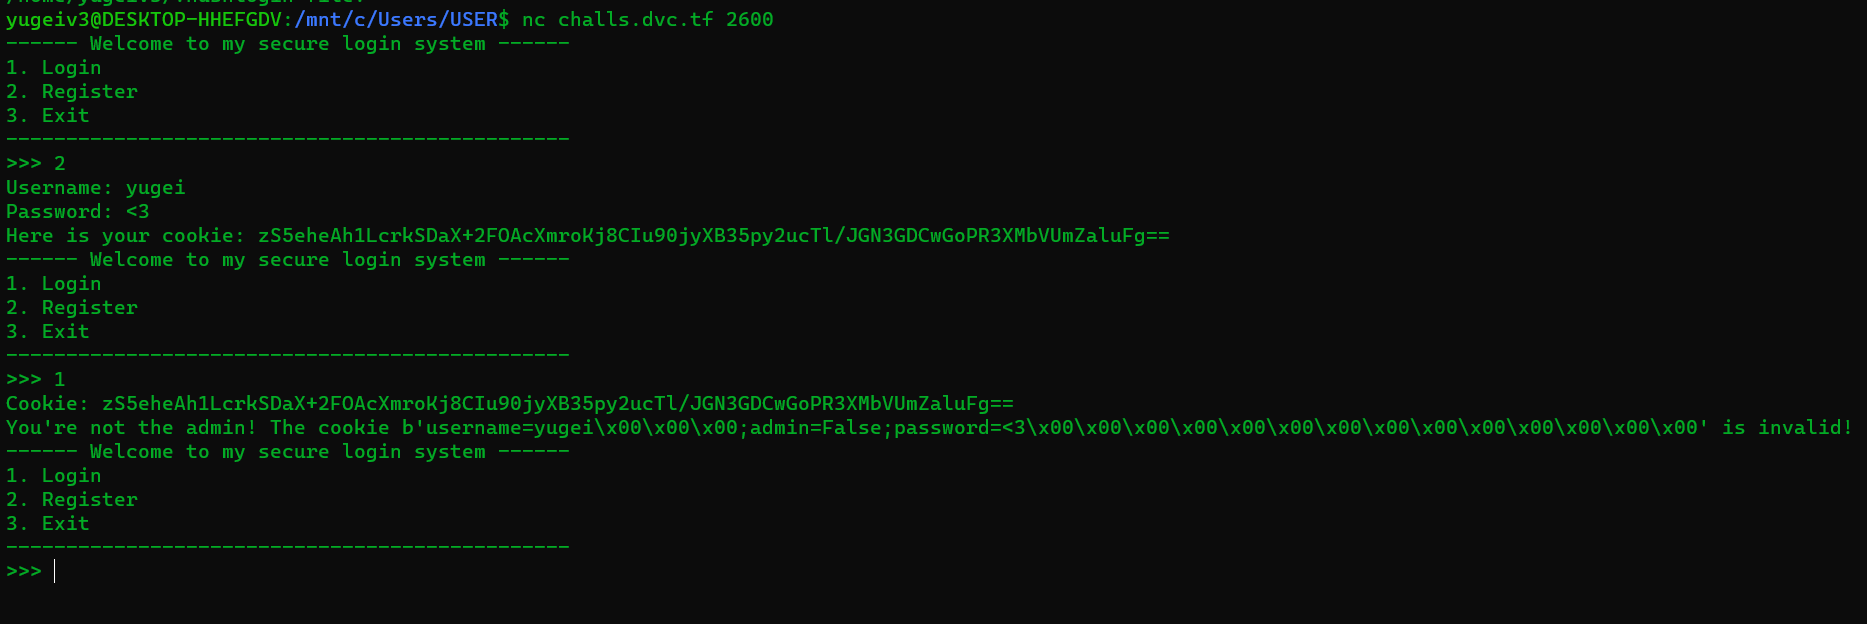 yugeiv3@DESKTOP-HHEFGDV:/mnt/c/Users/USER$ nc challs.dvc.tf 2600
------ Welcome to my secure login system ------
1. Login
2. Register
3. Exit
-----------------------------------------------
>>> 2
Username: yugei
Password: <3
Here is your cookie: zS5eheAh1LcrkSDaX+2FOAcXmroKj8CIu90jyXB35py2ucTl/JGN3GDCwGoPR3XMbVUmZaluFg==
------ Welcome to my secure login system ------
1. Login
2. Register
3. Exit
-----------------------------------------------
>>> 1
Cookie: zS5eheAh1LcrkSDaX+2FOAcXmroKj8CIu90jyXB35py2ucTl/JGN3GDCwGoPR3XMbVUmZaluFg==
You're not the admin! The cookie b'username=yugei\x00\x00\x00;admin=False;password=<3\x00\x00\x00\x00\x00\x00\x00\x00\x00\x00\x00\x00\x00\x00' is invalid!
------ Welcome to my secure login system ------
1. Login
2. Register
3. Exit
-----------------------------------------------
>>>